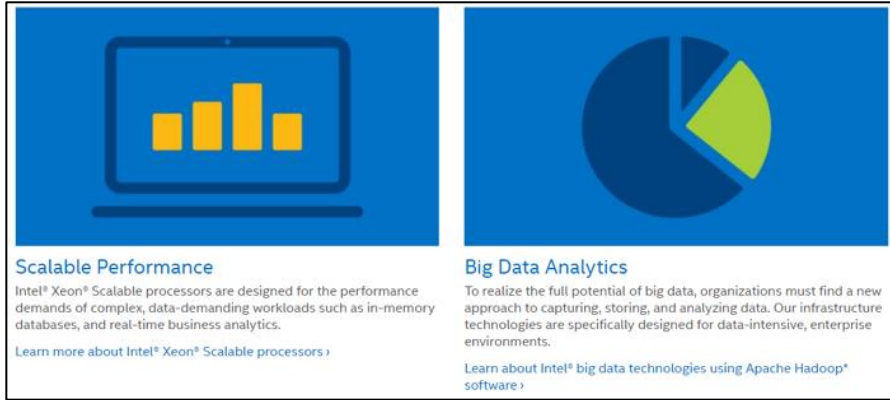 Scalable Performance
Intel® Xeon® Scalable processors are designed for the performance
demands of complex, data-demanding workloads such as in-memory
databases, and real-time business analytics.
Learn more about Intel® Xeon® Scalable processors ›
Big Data Analytics
To realize the full potential of big data, organizations must find a new
approach to capturing, storing, and analyzing data. Our infrastructure
technologies are specifically designed for data-intensive, enterprise
environments.
Learn about Intel® big data technologies using Apache Hadoop*
software ›